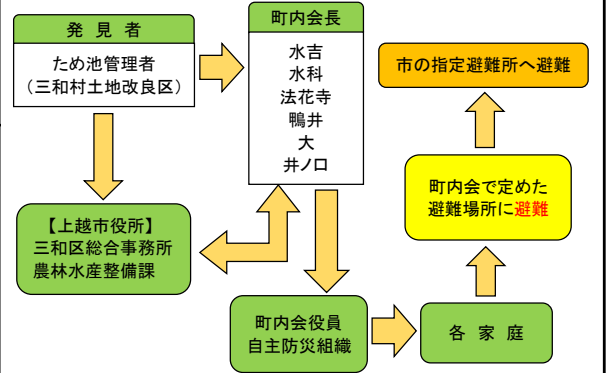 発 見 者
ため池管理者
（三和村土地改良区）
町内会長
水吉
水科
法花寺
鴨井
大
井ノ口
市の指定避難所へ避難
町内会で定めた
避難場所に避難
【上越市役所】
三和区総合事務所
農林水産整備課
町内会役員
自主防災組織
各 家 庭